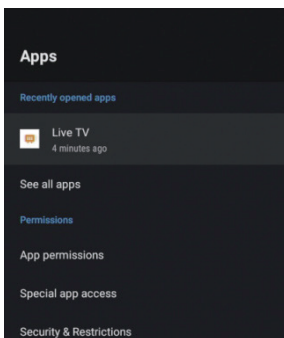 Apps
Recently opened apps
Live TV
4 minutes ago
See all apps
Permissions
App permissions
Special app access
Security & Restrictions